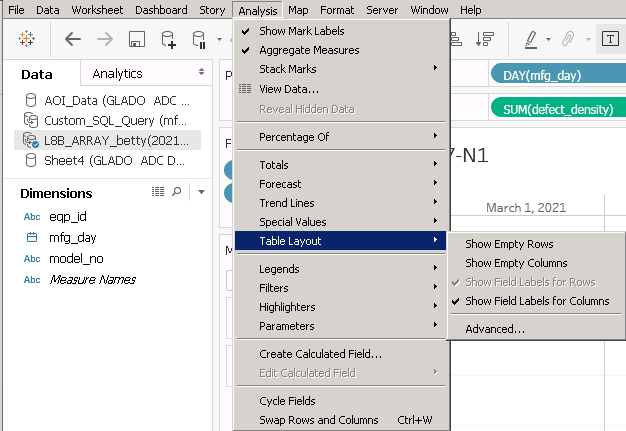 File Data Worksheet Dashboard Story Analysis Map Format Server Window Help
Data Analytics
AOI_Data (GLADO ADC ...
Custom_SQL_Query (mf...
L8B_ARRAY_betty(2021...
Sheet4 (GLADO ADC D...
Dimensions
Abc eqp_id
mfg_day
Abc model_no
Abc Measure Names
Show Mark Labels
Aggregate Measures
Stack Marks
View Data...
Reveal Hidden Data
Percentage Of
Totals
Forecast
Trend Lines
Special Values
Table Layout
Legends
Filters
Highlighters
Parameters
Create Calculated Field...
Edit Calculated Field
Cycle Fields
Swap Rows and Columns Ctrl+W
Show Empty Rows
Show Empty Columns
Show Field Labels for Rows
Show Field Labels for Columns
Advanced...
T
DAY(mfg_day)
SUM(defect_density)
7-N1
March 1, 2021